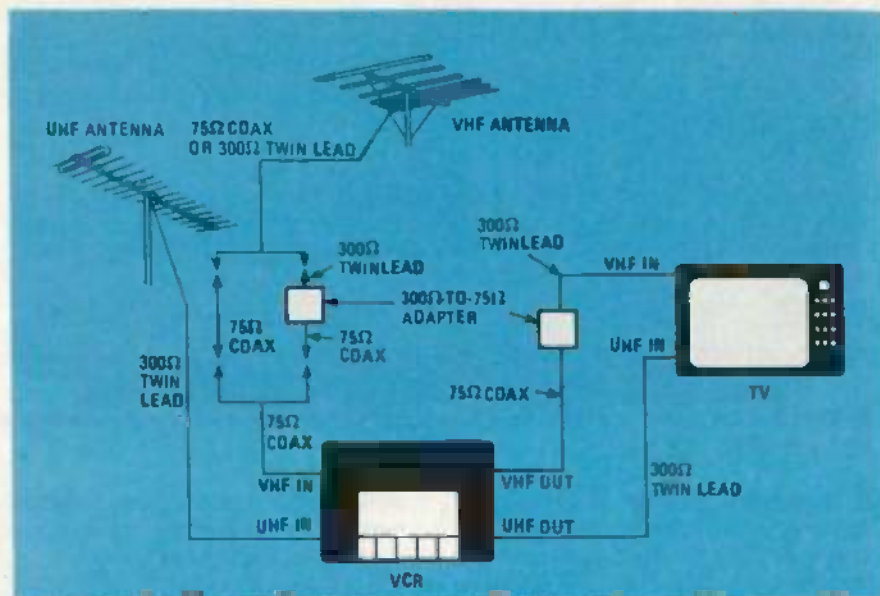 UHF ANTENNA
75Ω COAX
OR 300Ω TWIN LEAD
VHF ANTENNA
300Ω
TWINLEAD
300Ω-TO-75Ω
ADAPTER
75Ω
COAX
75Ω
COAX
300Ω
TWIN
LEAD
75Ω
COAX
300Ω
TWINLEAD
VHF IN
UHF IN
TV
75Ω COAX
300Ω
TWIN LEAD
VHF IN
VHF OUT
UHF IN
UHF OUT
VCR